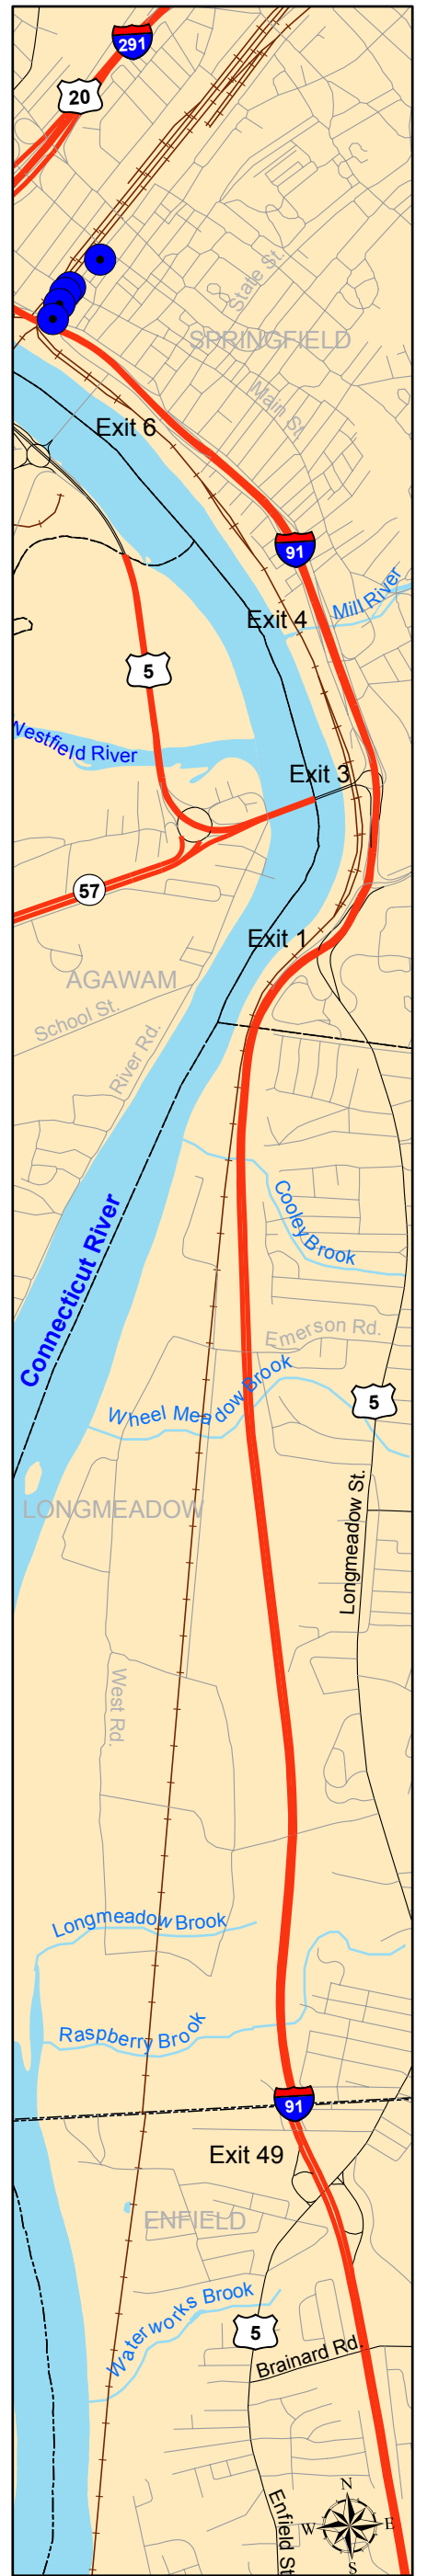 291
20
State St.
SPRINGFIELD
Main St.
Exit 6
91
Mill River
Exit 4
5
Westfield River
Exit 3
57
Exit 1
AGAWAM
School St.
River Rd.
Cooley Brook
Connecticut River
Emerson Rd.
Wheel Meadow Brook
5
Longmeadow St.
LONGMEADOW
West Rd.
Longmeadow Brook
Raspberry Brook
91
Exit 49
ENFIELD
Waterworks Brook
5
Brainard Rd.
Enfield St
N
W
E
S